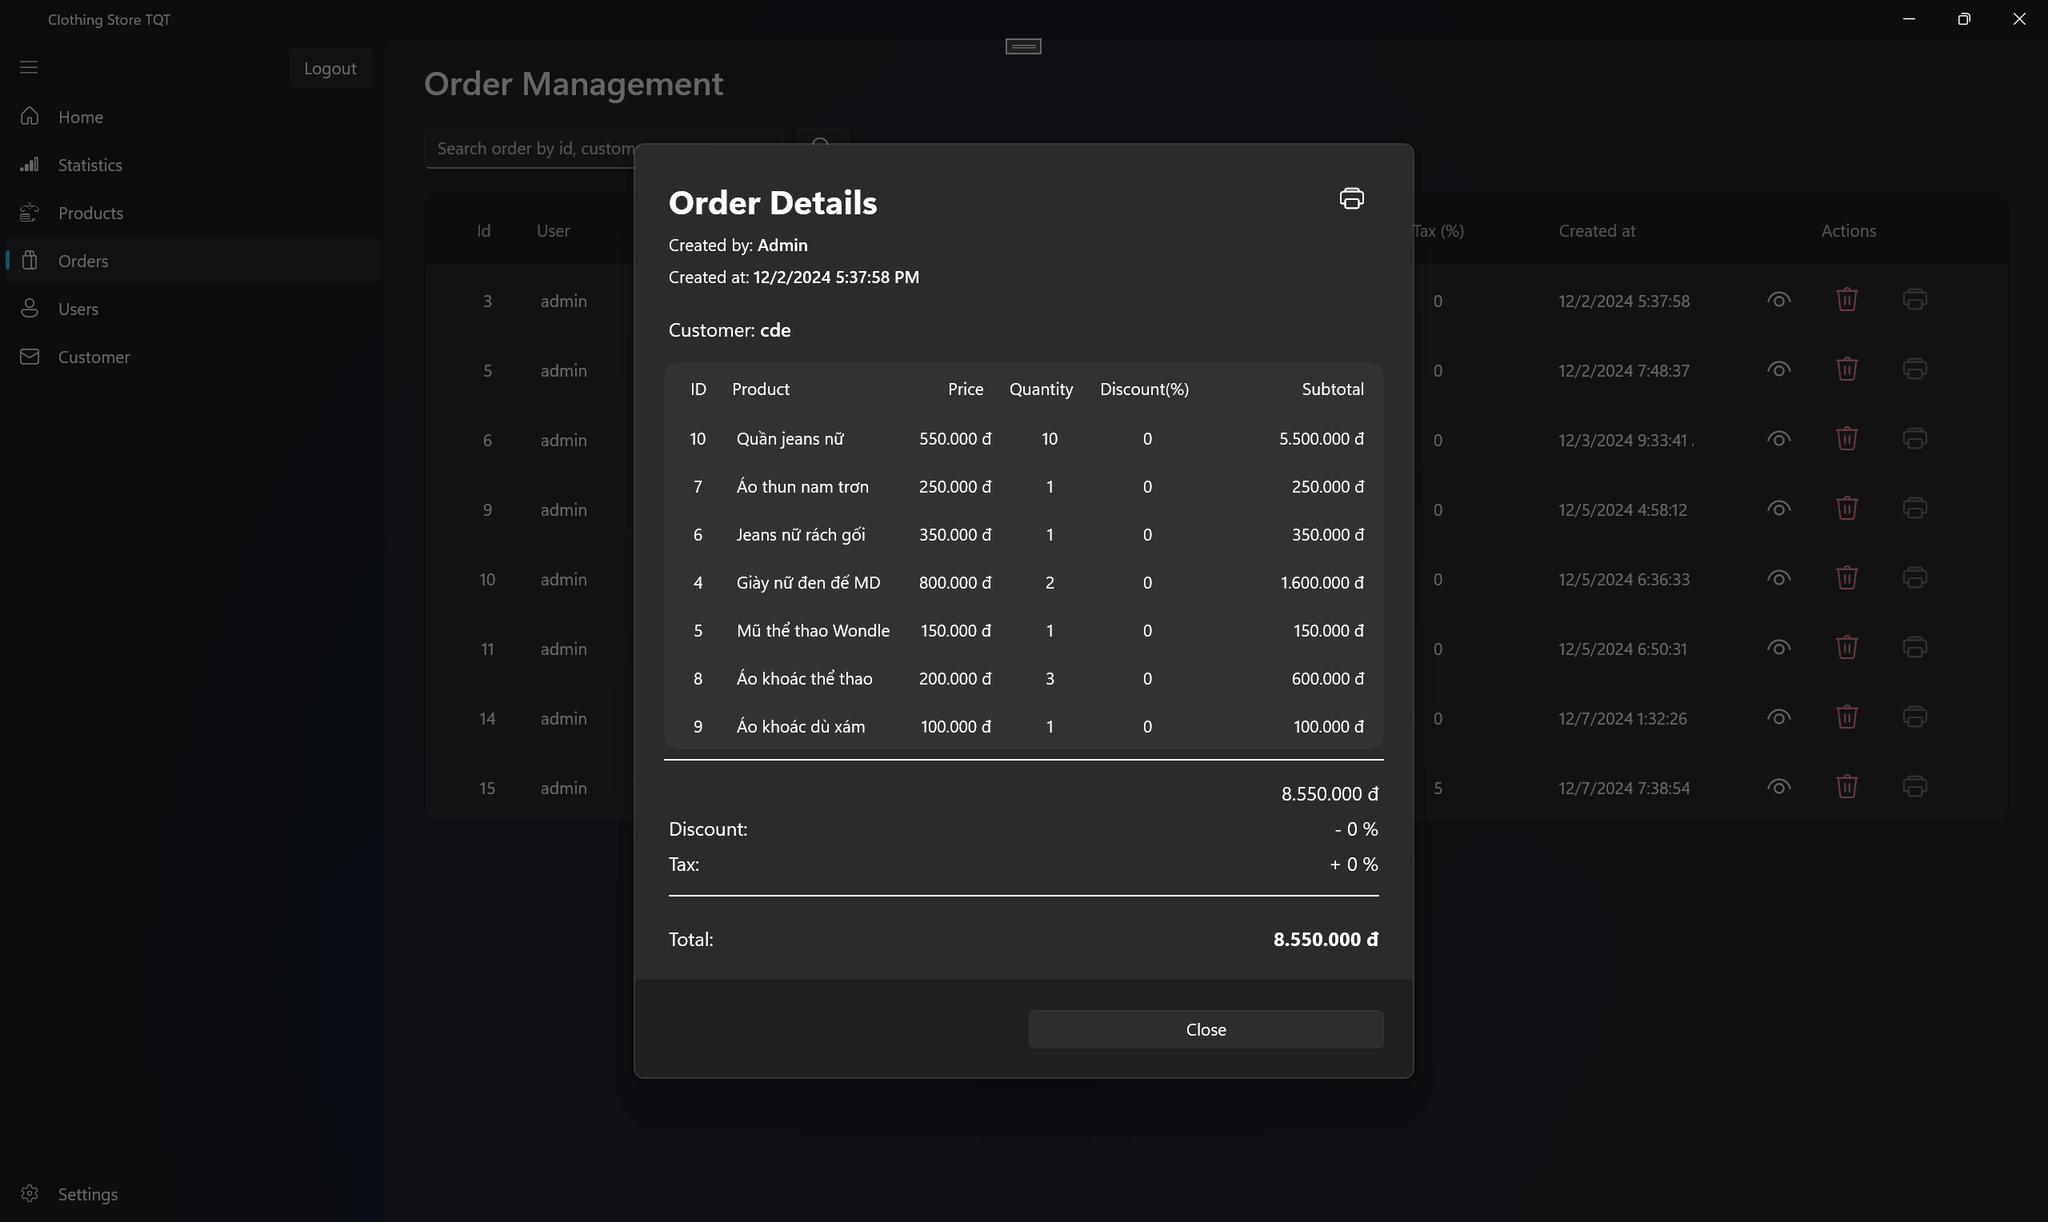 Clothing Store TQT
Logout
Home
Statistics
Products
Orders
Users
Customer
Settings
Order Management
Search order by id, custom
Id User Tax (%) Created at Actions
3 admin 0 12/2/2024 5:37:58
5 admin 0 12/2/2024 7:48:37
6 admin 0 12/3/2024 9:33:41
9 admin 0 12/5/2024 4:58:12
10 admin 0 12/5/2024 6:36:33
11 admin 0 12/5/2024 6:50:31
14 admin 0 12/7/2024 1:32:26
15 admin 5 12/7/2024 7:38:54
Order Details
Created by: Admin
Created at: 12/2/2024 5:37:58 PM
Customer: cde
ID Product Price Quantity Discount(%) Subtotal
10 Quần jeans nữ 550.000 đ 10 0 5.500.000 đ
7 Áo thun nam trơn 250.000 đ 1 0 250.000 đ
6 Jeans nữ rách gối 350.000 đ 1 0 350.000 đ
4 Giày nữ đen đế MD 800.000 đ 2 0 1.600.000 đ
5 Mũ thể thao Wondle 150.000 đ 1 0 150.000 đ
8 Áo khoác thể thao 200.000 đ 3 0 600.000 đ
9 Áo khoác dù xám 100.000 đ 1 0 100.000 đ
8.550.000 đ
Discount: - 0 %
Tax: + 0 %
Total: 8.550.000 đ
Close